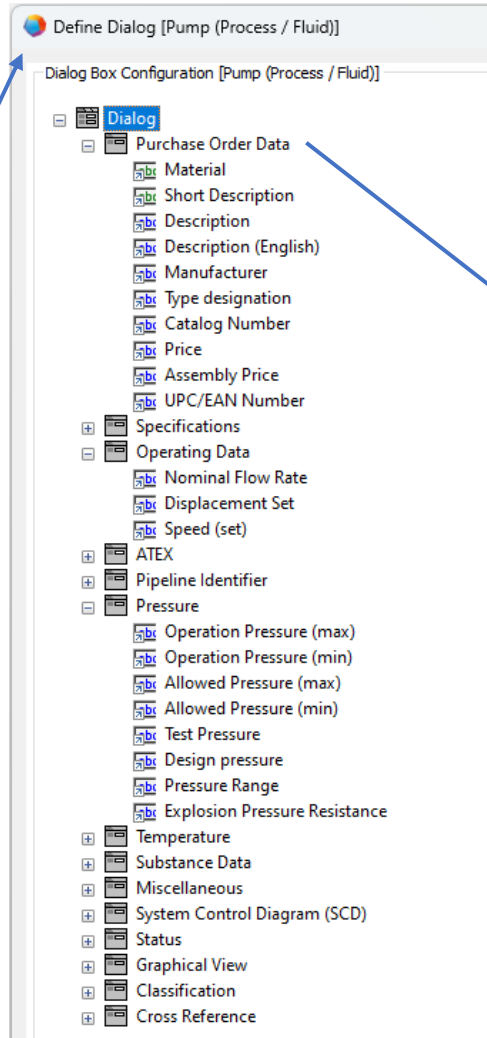 Define Dialog [Pump (Process / Fluid)]
Dialog Box Configuration [Pump (Process / Fluid)]
Dialog
Purchase Order Data
Material
Short Description
Description
Description (English)
Manufacturer
Type designation
Catalog Number
Price
Assembly Price
UPC/EAN Number
Specifications
Operating Data
Nominal Flow Rate
Displacement Set
Speed (set)
ATEX
Pipeline Identifier
Pressure
Operation Pressure (max)
Operation Pressure (min)
Allowed Pressure (max)
Allowed Pressure (min)
Test Pressure
Design pressure
Pressure Range
Explosion Pressure Resistance
Temperature
Substance Data
Miscellaneous
System Control Diagram (SCD)
Status
Graphical View
Classification
Cross Reference